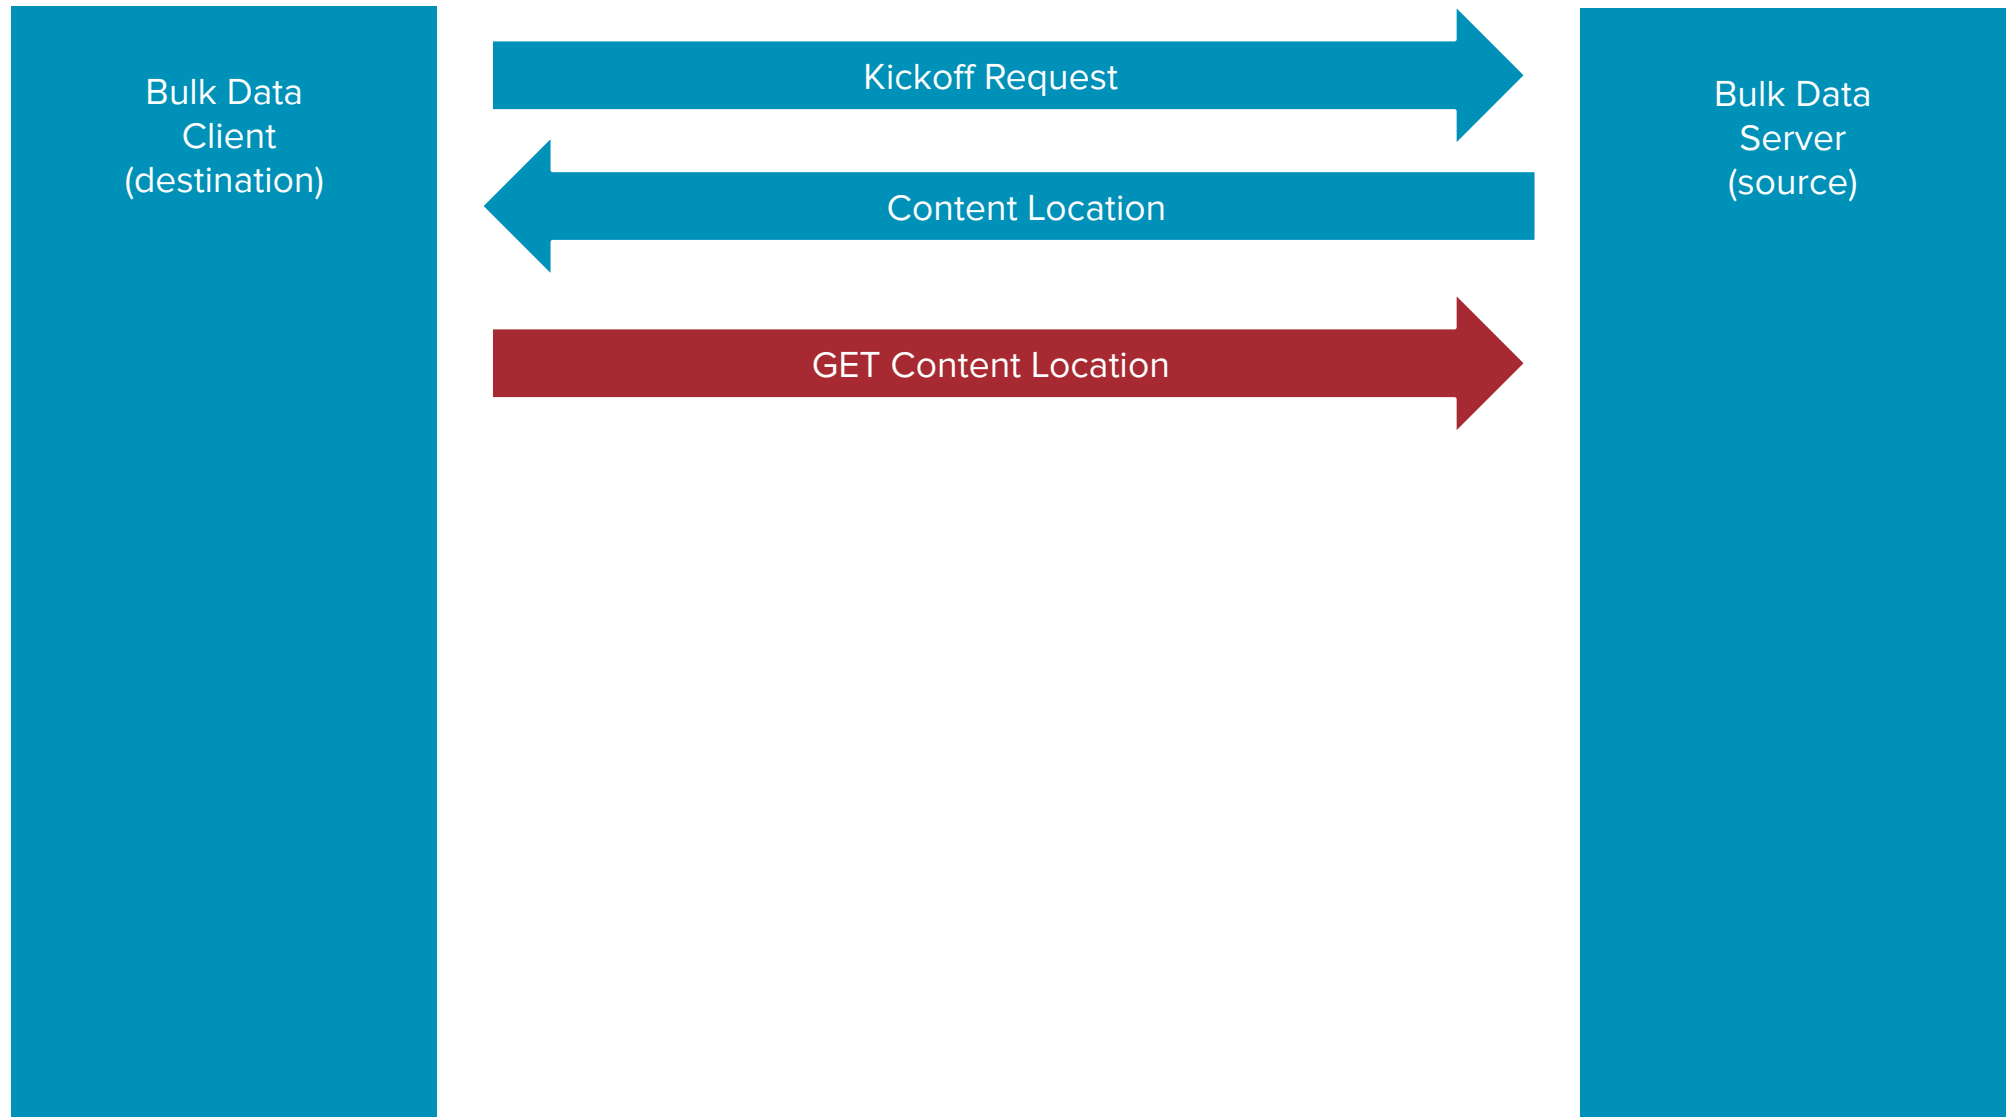 Bulk Data
Client
(destination)
Kickoff Request
Content Location
GET Content Location
Bulk Data
Server
(source)